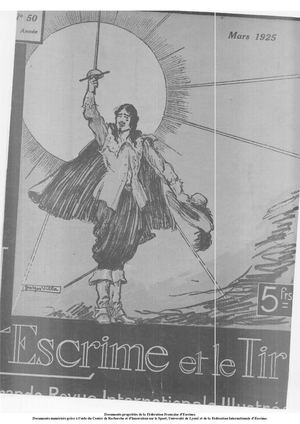 N° 50
Année
Mars 1925
5 frs
L'Escrime et le Tir
Grande Revue Internationale Illustrée
Documents propriétés de la Fédération Française d'Escrime.
Documents numérisés grâce à l'aide du Centre de Recherche et d'Innovation sur le Sport, Université de Lyon1 et de la Fédération Internationale d'Escrime.